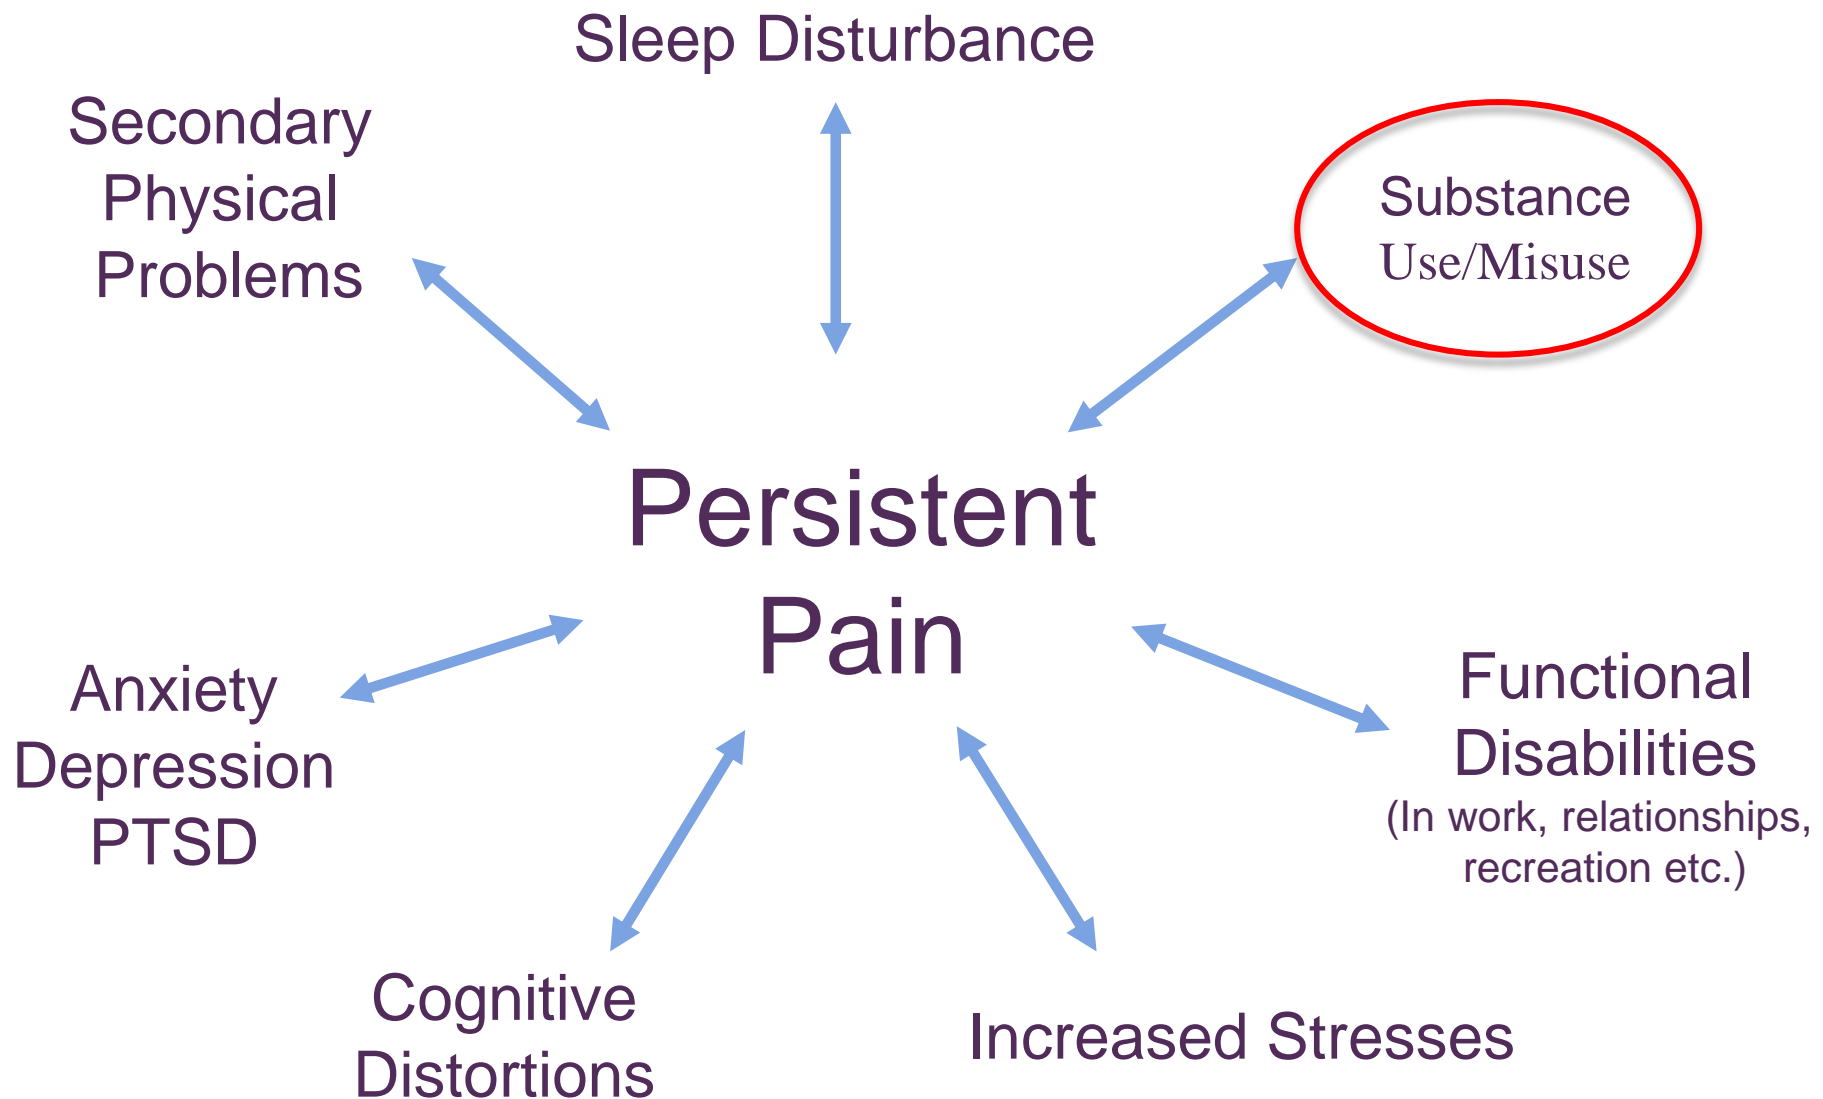 Sleep Disturbance
Secondary
Physical
Problems
Substance
Use/Misuse
Persistent
Pain
Anxiety
Depression
PTSD
Functional
Disabilities
(In work, relationships,
recreation etc.)
Cognitive
Distortions
Increased Stresses